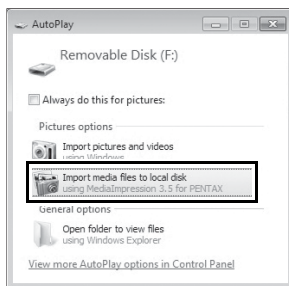 AutoPlay
Removable Disk (F:)
Always do this for pictures:
Pictures options
Import pictures and videos
using Windows
Import media files to local disk
using MediaImpression 3.5 for PENTAX
General options
Open folder to view files
using Windows Explorer
View more AutoPlay options in Control Panel